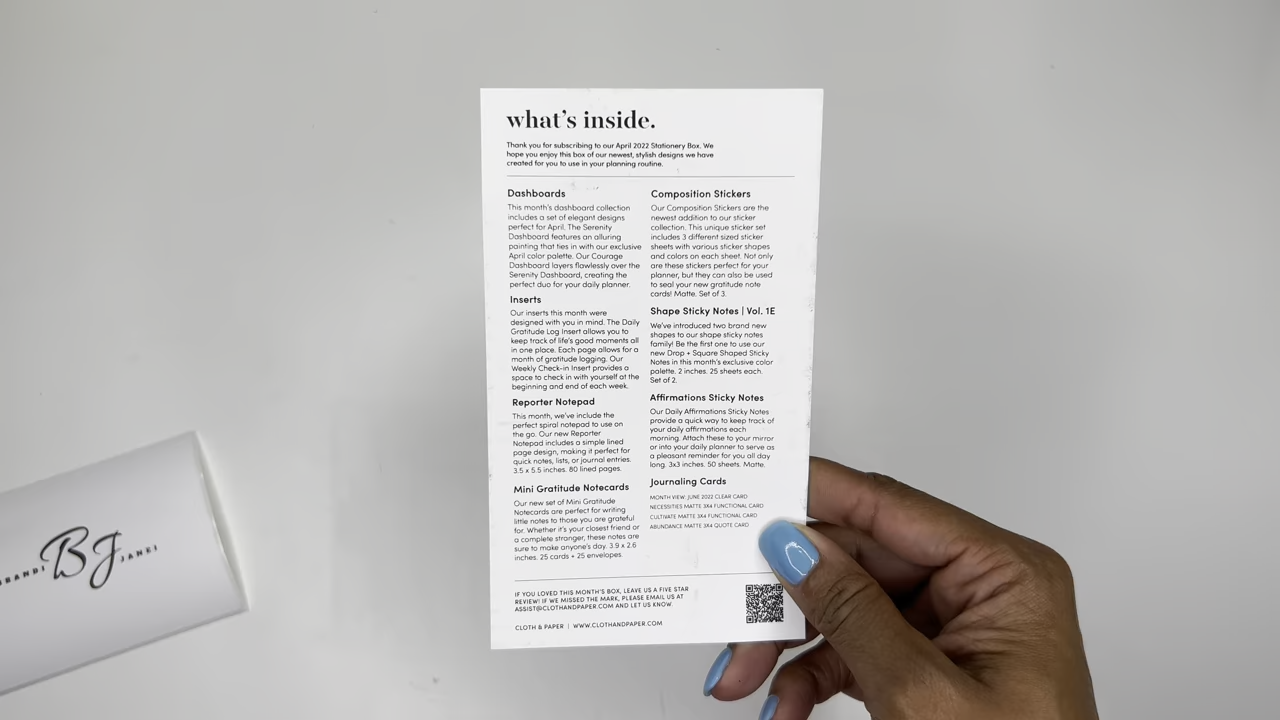 what's inside.
Thank you for subscribing to our April 2022 Stationery Box. We
hope you enjoy this box of our newest, stylish designs we have
created for you to use in your planning routine.
Dashboards
This month's dashboard collection
includes a set of elegant designs
perfect for April. The Serenity
Dashboard features an alluring
painting that ties in with our exclusive
April color palette. Our Courage
Dashboard layers flawlessly over the
Serenity Dashboard, creating the
perfect duo for your daily planner.
Inserts
Our inserts this month were
designed with you in mind. The Daily
Gratitude Log Insert allows you to
keep track of life's good moments all
in one place. Each page allows for a
month of gratitude logging. Our
Weekly Check-in Insert provides a
space to check in with yourself at the
beginning and end of each week.
Reporter Notepad
This month, we've include the
perfect spiral notepad to use on
the go. Our new Reporter
Notepad includes a simple lined
page design, making it perfect for
quick notes, lists, or journal entries.
3.5 x 5.5 inches. 80 lined pages.
Mini Gratitude Notecards
Our new set of Mini Gratitude
Notecards are perfect for writing
little notes to those you are grateful
for. Whether it's your closest friend or
a complete stranger, these notes are
sure to make anyone's day. 3.9 x 2.6
inches. 25 cards + 25 envelopes.
Composition Stickers
Our Composition Stickers are the
newest addition to our sticker
collection. This unique sticker set
includes 3 different sized sticker
sheets with various sticker shapes
and colors on each sheet. Not only
are these stickers perfect for your
planner, but they can also be used
to seal your new gratitude note
cards! Matte. Set of 3.
Shape Sticky Notes | Vol. 1E
We've introduced two brand new
shapes to our shape sticky notes
family! Be the first one to use our
new Drop + Square Shaped Sticky
Notes in this month's exclusive color
palette. 2 inches. 25 sheets each.
Set of 2.
Affirmations Sticky Notes
Our Daily Affirmations Sticky Notes
provide a quick way to keep track of
your daily affirmations each
morning. Attach these to your mirror
or into your daily planner to serve as
a pleasant reminder for you all day
long. 3x3 inches. 50 sheets. Matte.
Journaling Cards
MONTH VIEW: JUNE 2022 CLEAR CARD
NECESSITIES MATTE 3X4 FUNCTIONAL CARD
CULTIVATE MATTE 3X4 FUNCTIONAL CARD
ABUNDANCE MATTE 3X4 QUOTE CARD
IF YOU LOVED THIS MONTH'S BOX, LEAVE US A FIVE STAR
REVIEW! IF WE MISSED THE MARK, PLEASE EMAIL US AT
ASSIST@CLOTHANDPAPER.COM AND LET US KNOW.
CLOTH & PAPER | WWW.CLOTHANDPAPER.COM
BRANDI BJ JANEI